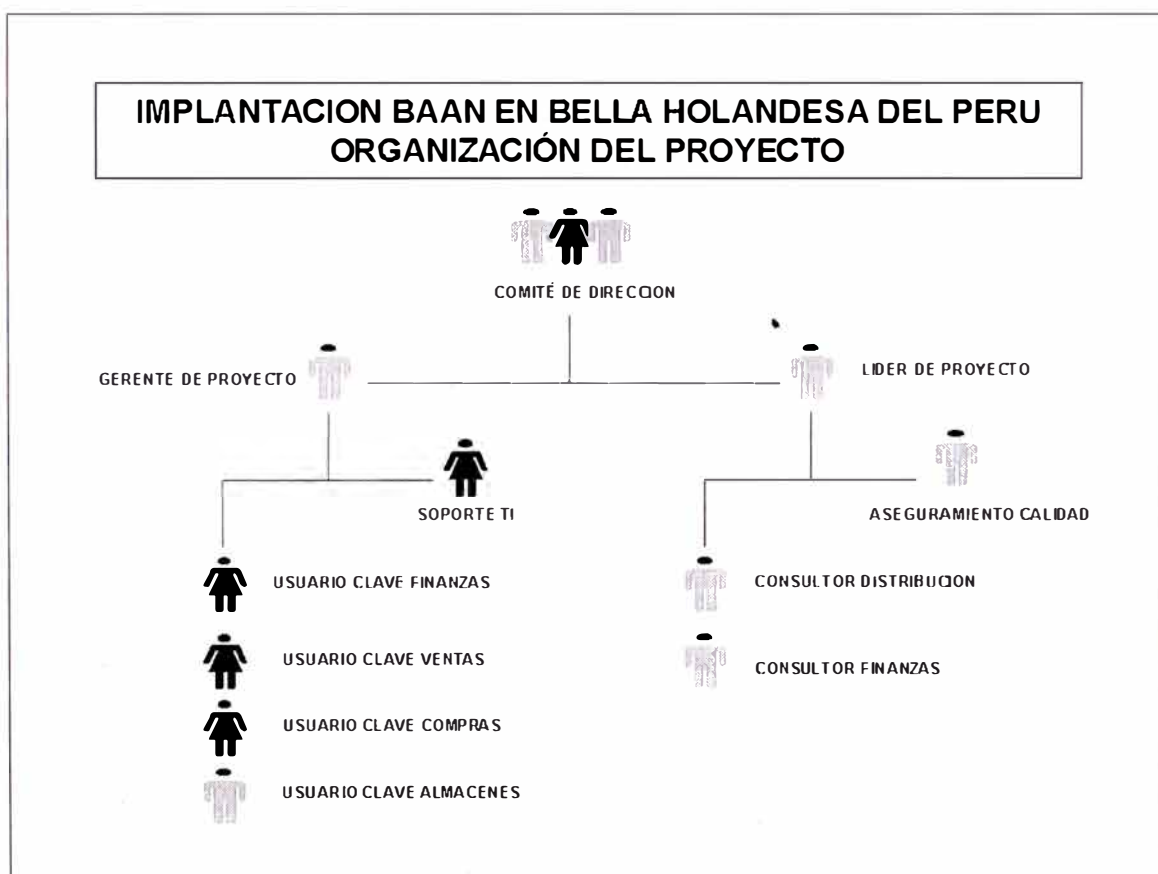 IMPLANTACION BAAN EN BELLA HOLANDESA DEL PERU
ORGANIZACIÓN DEL PROYECTO
COMITÉ DE DIRECCION
GERENTE DE PROYECTO
LIDER DE PROYECTO
SOPORTE TI
ASEGURAMIENTO CALIDAD
USUARIO CLAVE FINANZAS
USUARIO CLAVE VENTAS
USUARIO CLAVE COMPRAS
USUARIO CLAVE ALMACENES
CONSULTOR DISTRIBUCION
CONSULTOR FINANZAS